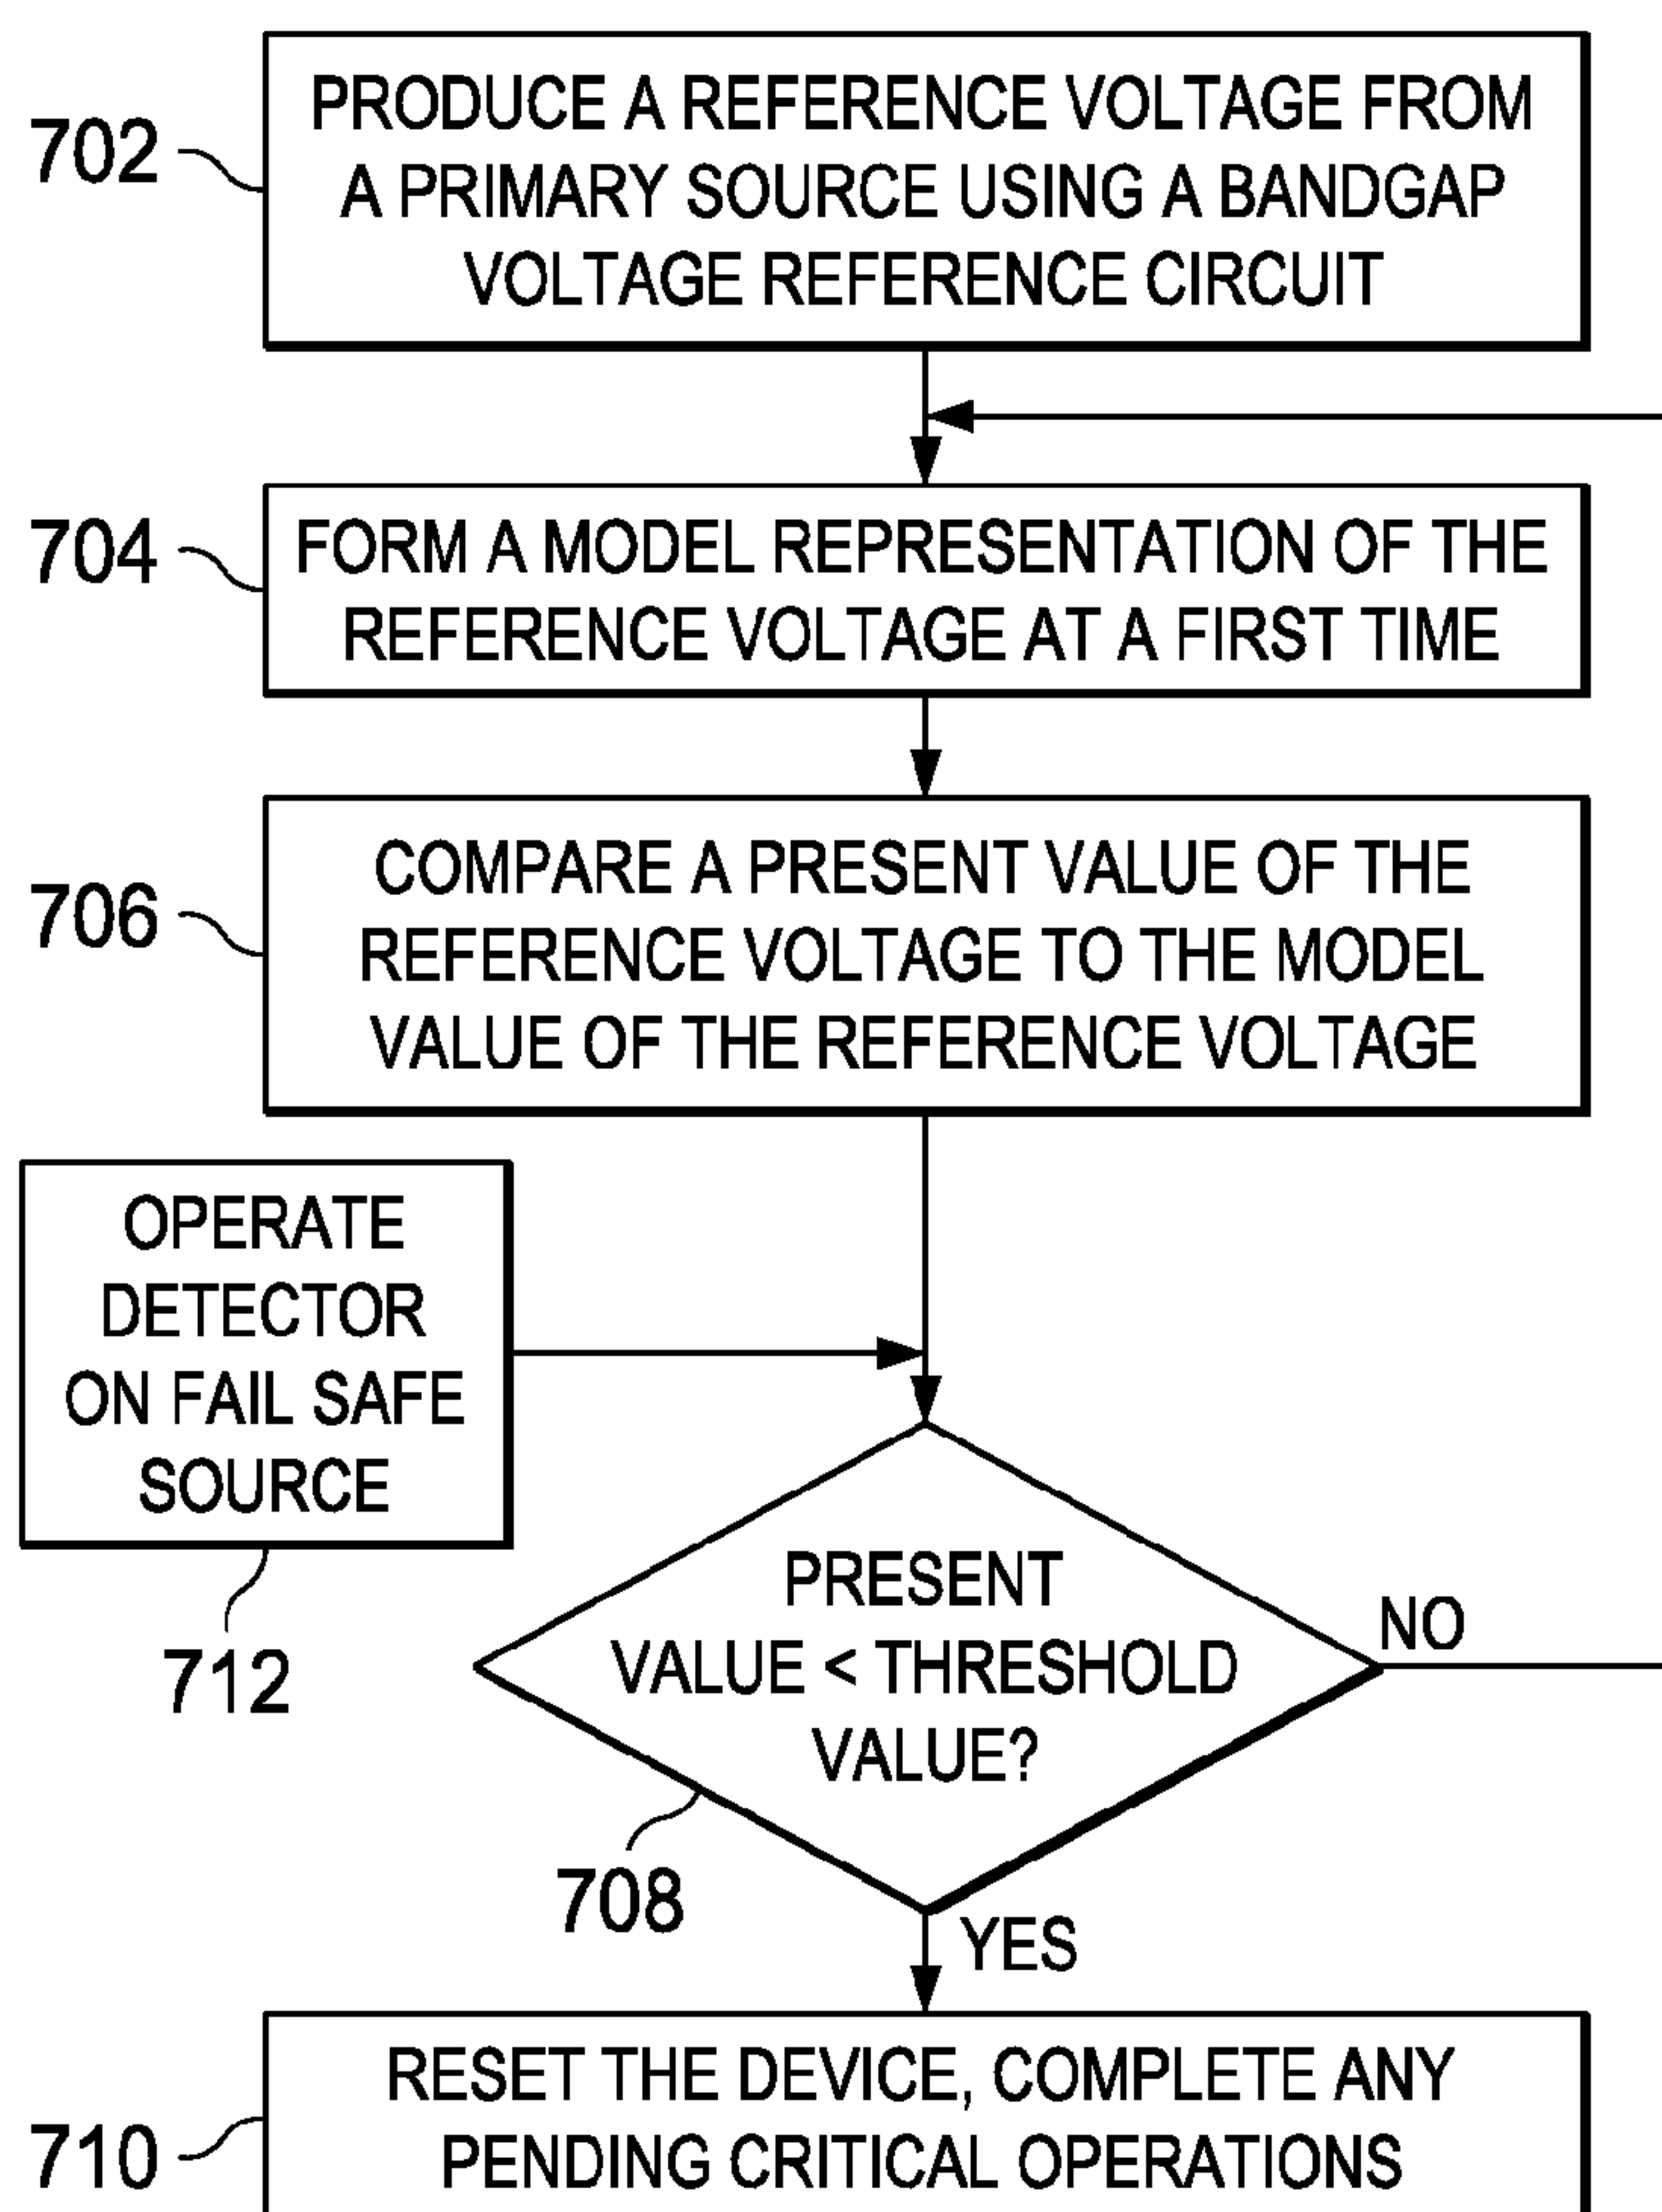 702
PRODUCE A REFERENCE VOLTAGE FROM
A PRIMARY SOURCE USING A BANDGAP
VOLTAGE REFERENCE CIRCUIT
704
FORM A MODEL REPRESENTATION OF THE
REFERENCE VOLTAGE AT A FIRST TIME
706
COMPARE A PRESENT VALUE OF THE
REFERENCE VOLTAGE TO THE MODEL
VALUE OF THE REFERENCE VOLTAGE
OPERATE
DETECTOR
ON FAIL SAFE
SOURCE
712
PRESENT
VALUE < THRESHOLD
VALUE?
NO
708
YES
710
RESET THE DEVICE, COMPLETE ANY
PENDING CRITICAL OPERATIONS